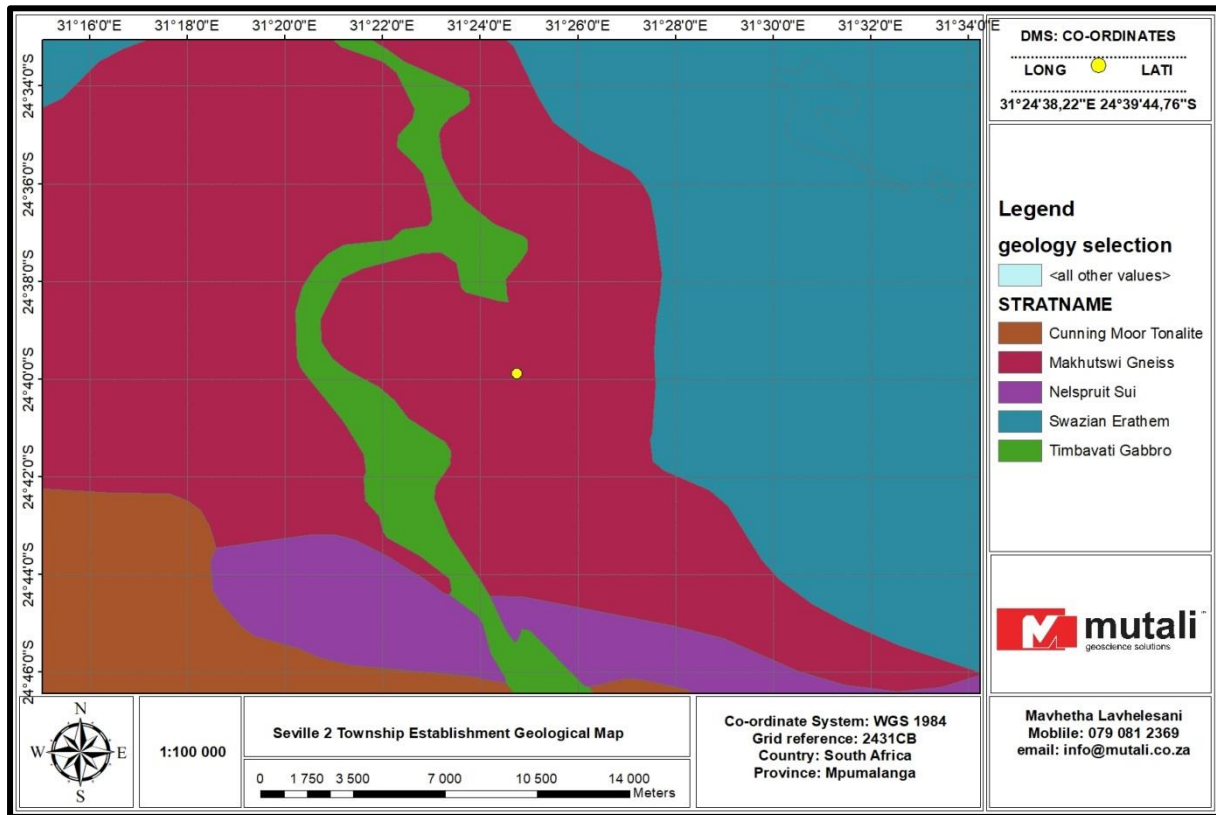 31°16'0"E 31°18'0"E 31°20'0"E 31°22'0"E 31°24'0"E 31°26'0"E 31°28'0"E 31°30'0"E 31°32'0"E 31°34'0"E
24°34'0"S
24°36'0"S
24°38'0"S
24°40'0"S
24°42'0"S
24°44'0"S
24°46'0"S
DMS: CO-ORDINATES
LONG LATI
31°24'38,22"E 24°39'44,76"S
Legend
geology selection
<all other values>
STRATNAME
Cunning Moor Tonalite
Makhutswi Gneiss
Nelspruit Sui
Swazian Erathem
Timbavati Gabbro
mutali
geoscience solutions
N
W E
S
1:100 000
Seville 2 Township Establishment Geological Map
0 1 750 3 500 7 000 10 500 14 000
Meters
Co-ordinate System: WGS 1984
Grid reference: 2431CB
Country: South Africa
Province: Mpumalanga
Mavhetha Lavhelesani
Moblile: 079 081 2369
email: info@mutali.co.za